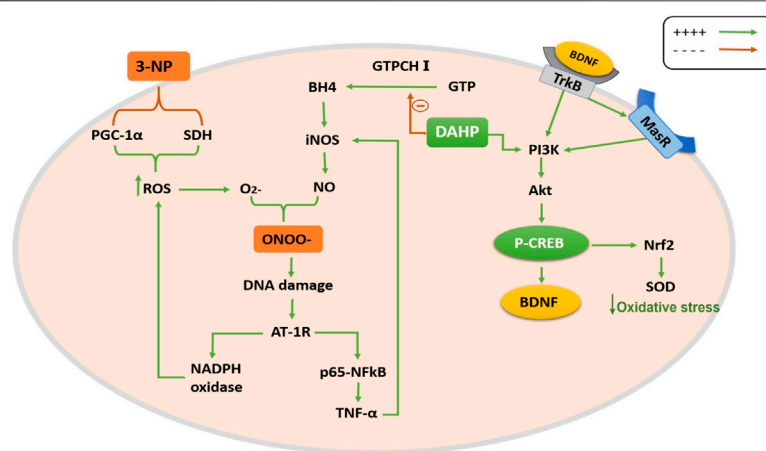 ++++
- - - -
3-NP
GTPCH I
BDNF
TrkB
MasR
BH4
GTP
PGC-1α
SDH
iNOS
DAHP
PI3K
ROS
O2-
NO
Akt
ONOO-
P-CREB
Nrf2
DNA damage
SOD
BDNF
Oxidative stress
AT-1R
NADPH
oxidase
p65-NFkB
TNF-α